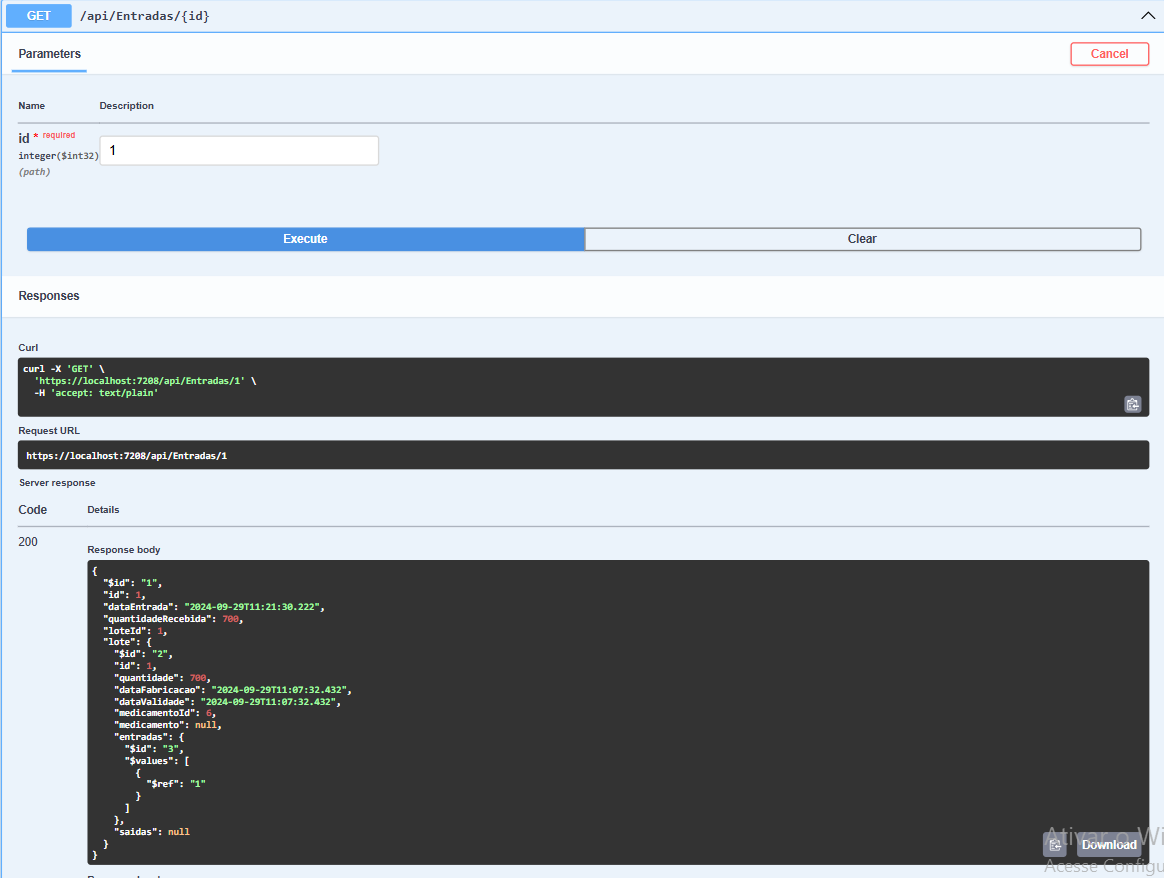 GET /api/Entradas/{id}
Parameters
Cancel
Name Description
id * required
integer($int32)
(path)
1
Execute Clear
Responses
Curl
curl -X 'GET' \
'https://localhost:7208/api/Entradas/1' \
-H 'accept: text/plain'
Request URL
https://localhost:7208/api/Entradas/1
Server response
Code Details
200
Response body
{
"$id": "1",
"id": 1,
"dataEntrada": "2024-09-29T11:21:30.222",
"quantidadeRecebida": 700,
"loteId": 1,
"lote": {
"$id": "2",
"id": 1,
"quantidade": 700,
"dataFabricacao": "2024-09-29T11:07:32.432",
"dataValidade": "2024-09-29T11:07:32.432",
"medicamentoId": 6,
"medicamento": null,
"entradas": {
"$id": "3",
"$values": [
{
"$ref": "1"
}
]
},
"saidas": null
}
}
Download
Ativar o Wi
Acesse Configu